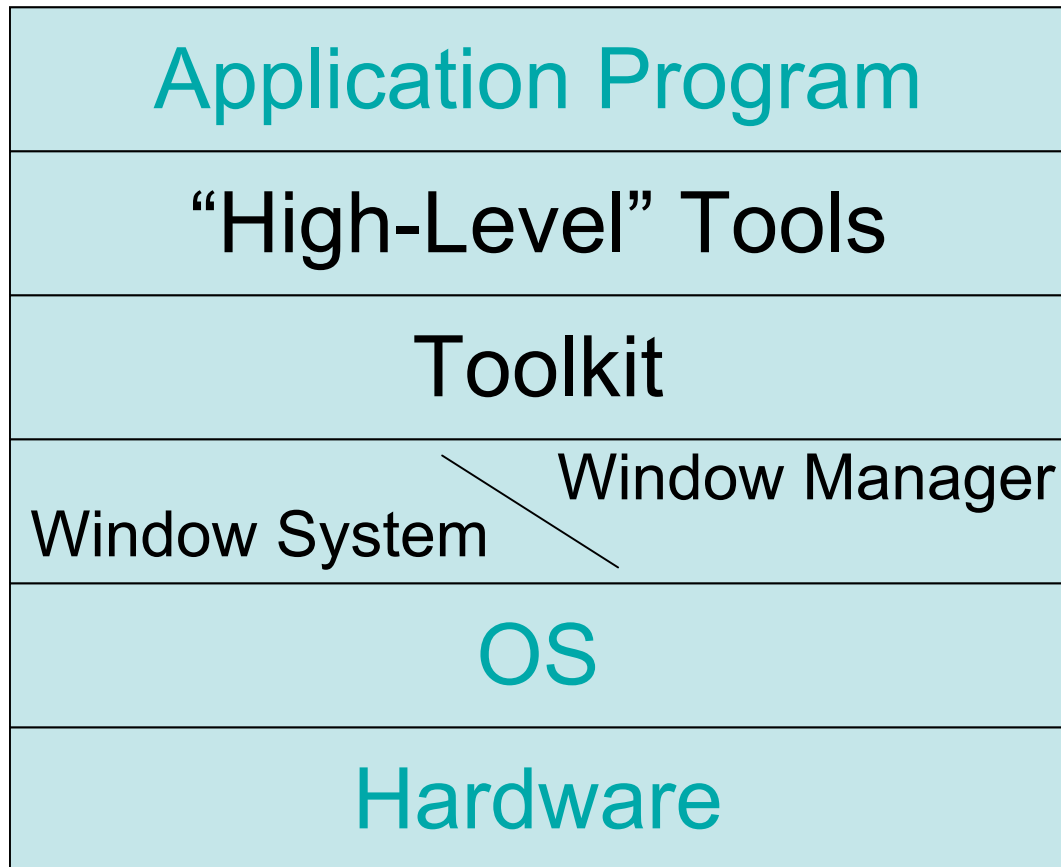 Application Program
“High-Level” Tools
Toolkit
Window Manager
Window System
OS
Hardware